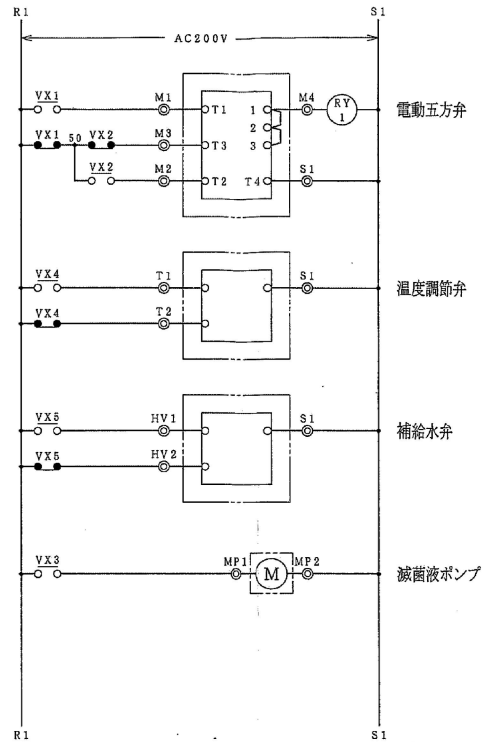 R1 S1
AC200V
VX1 M1 T1 1 M4 RY 1 電動五方弁
2
VX1 50 VX2 M3 T3 3
VX2 M2 T2 T4 S1
VX4 T1 S1 温度調節弁
VX4 T2
VX5 HV1 S1 補給水弁
VX5 HV2
VX3 MP1 M MP2 滅菌液ポンプ
R1 S1